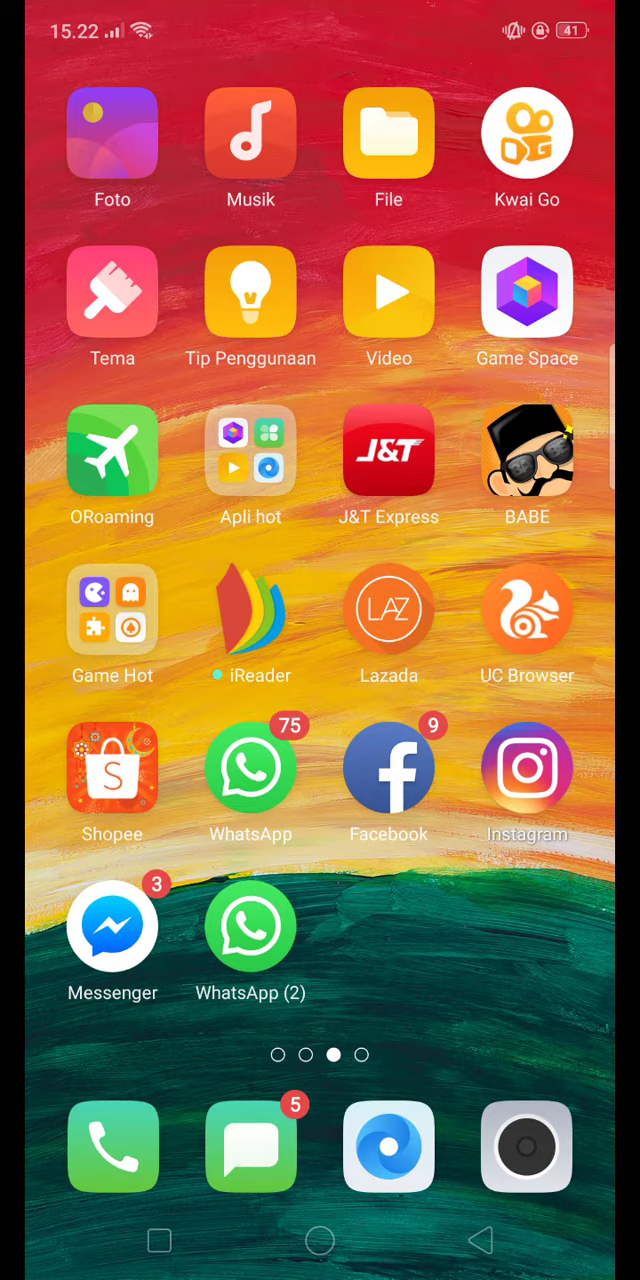 15.22
41
Foto
Musik
File
Kwai Go
Tema
Tip Penggunaan
Video
Game Space
J&T
ORoaming
Apli hot
J&T Express
BABE
LAZ
Game Hot
iReader
Lazada
UC Browser
75
9
S
Shopee
WhatsApp
Facebook
Instagram
3
Messenger
WhatsApp (2)
5